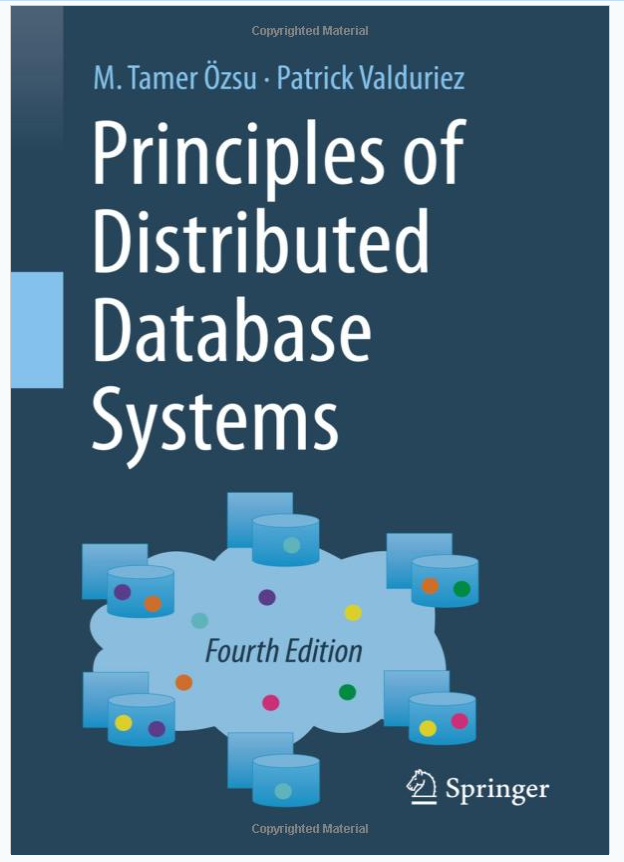 Copyrighted Material
M. Tamer Özsu · Patrick Valduriez
Principles of
Distributed
Database
Systems
Fourth Edition
Springer
Copyrighted Material